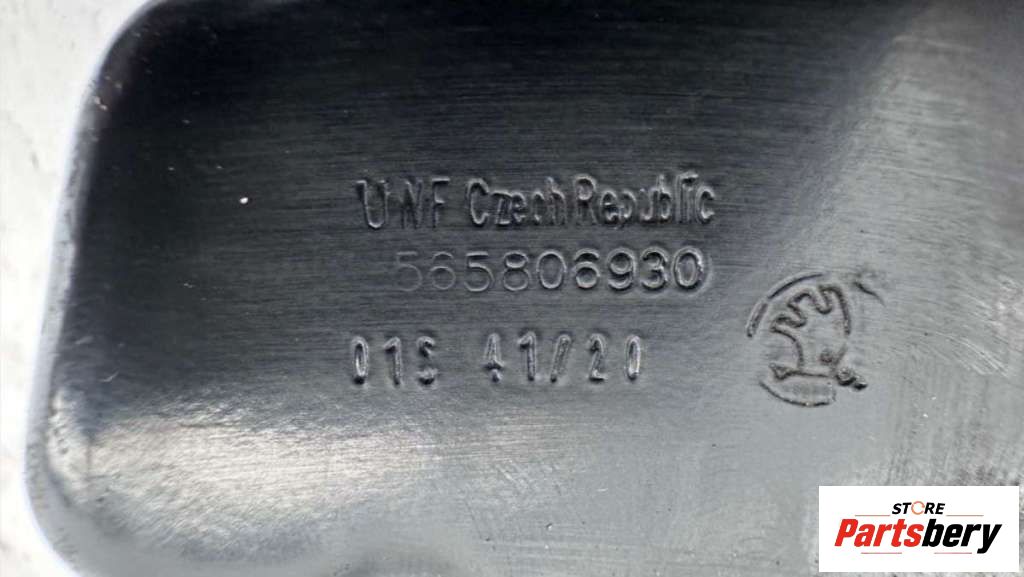 UNF Czech Republic
565806930
01S 41/20
STORE
Partsbery